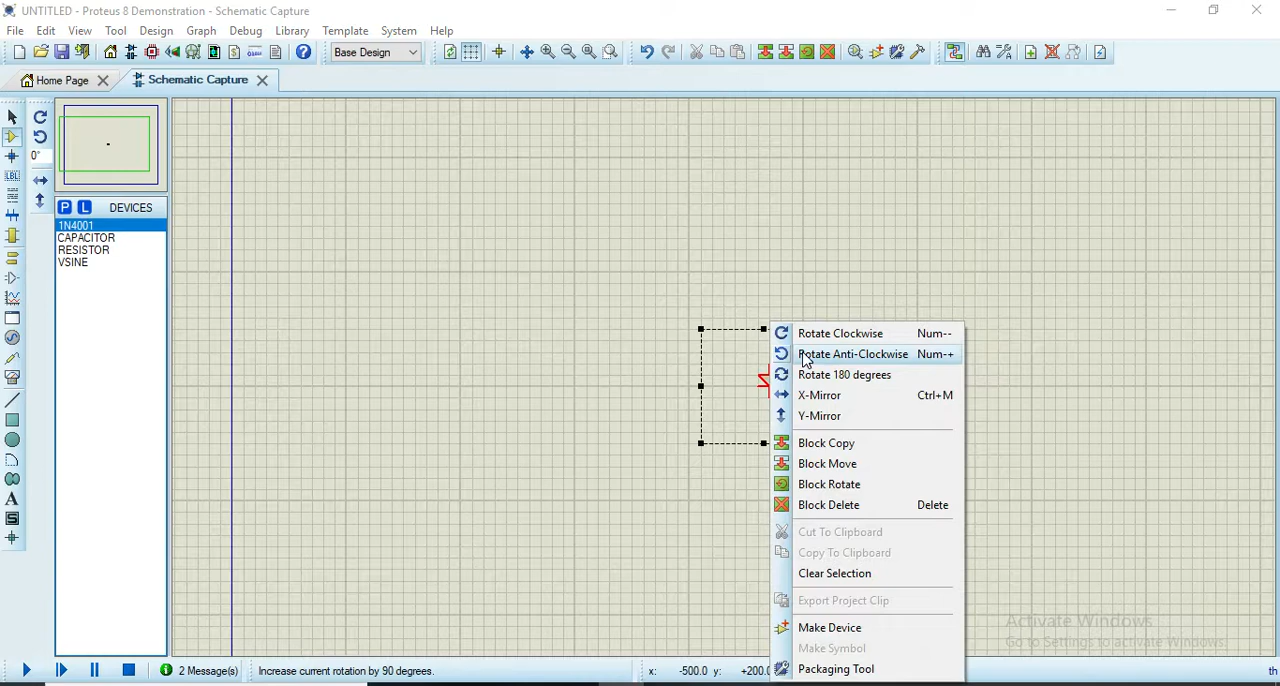 UNTITLED - Proteus 8 Demonstration - Schematic Capture
File Edit View Tool Design Graph Debug Library Template System Help
Base Design
Home Page
Schematic Capture
0°
LBL
P L DEVICES
1N4001
CAPACITOR
RESISTOR
VSINE
A
S
Rotate Clockwise Num--
Rotate Anti-Clockwise Num-+
Rotate 180 degrees
X-Mirror Ctrl+M
Y-Mirror
Block Copy
Block Move
Block Rotate
Block Delete Delete
Cut To Clipboard
Copy To Clipboard
Clear Selection
Export Project Clip
Make Device
Make Symbol
Packaging Tool
Activate Windows
Go to Settings to activate Windows.
2 Message(s) Increase current rotation by 90 degrees. x: -500.0 y: +200.0 th